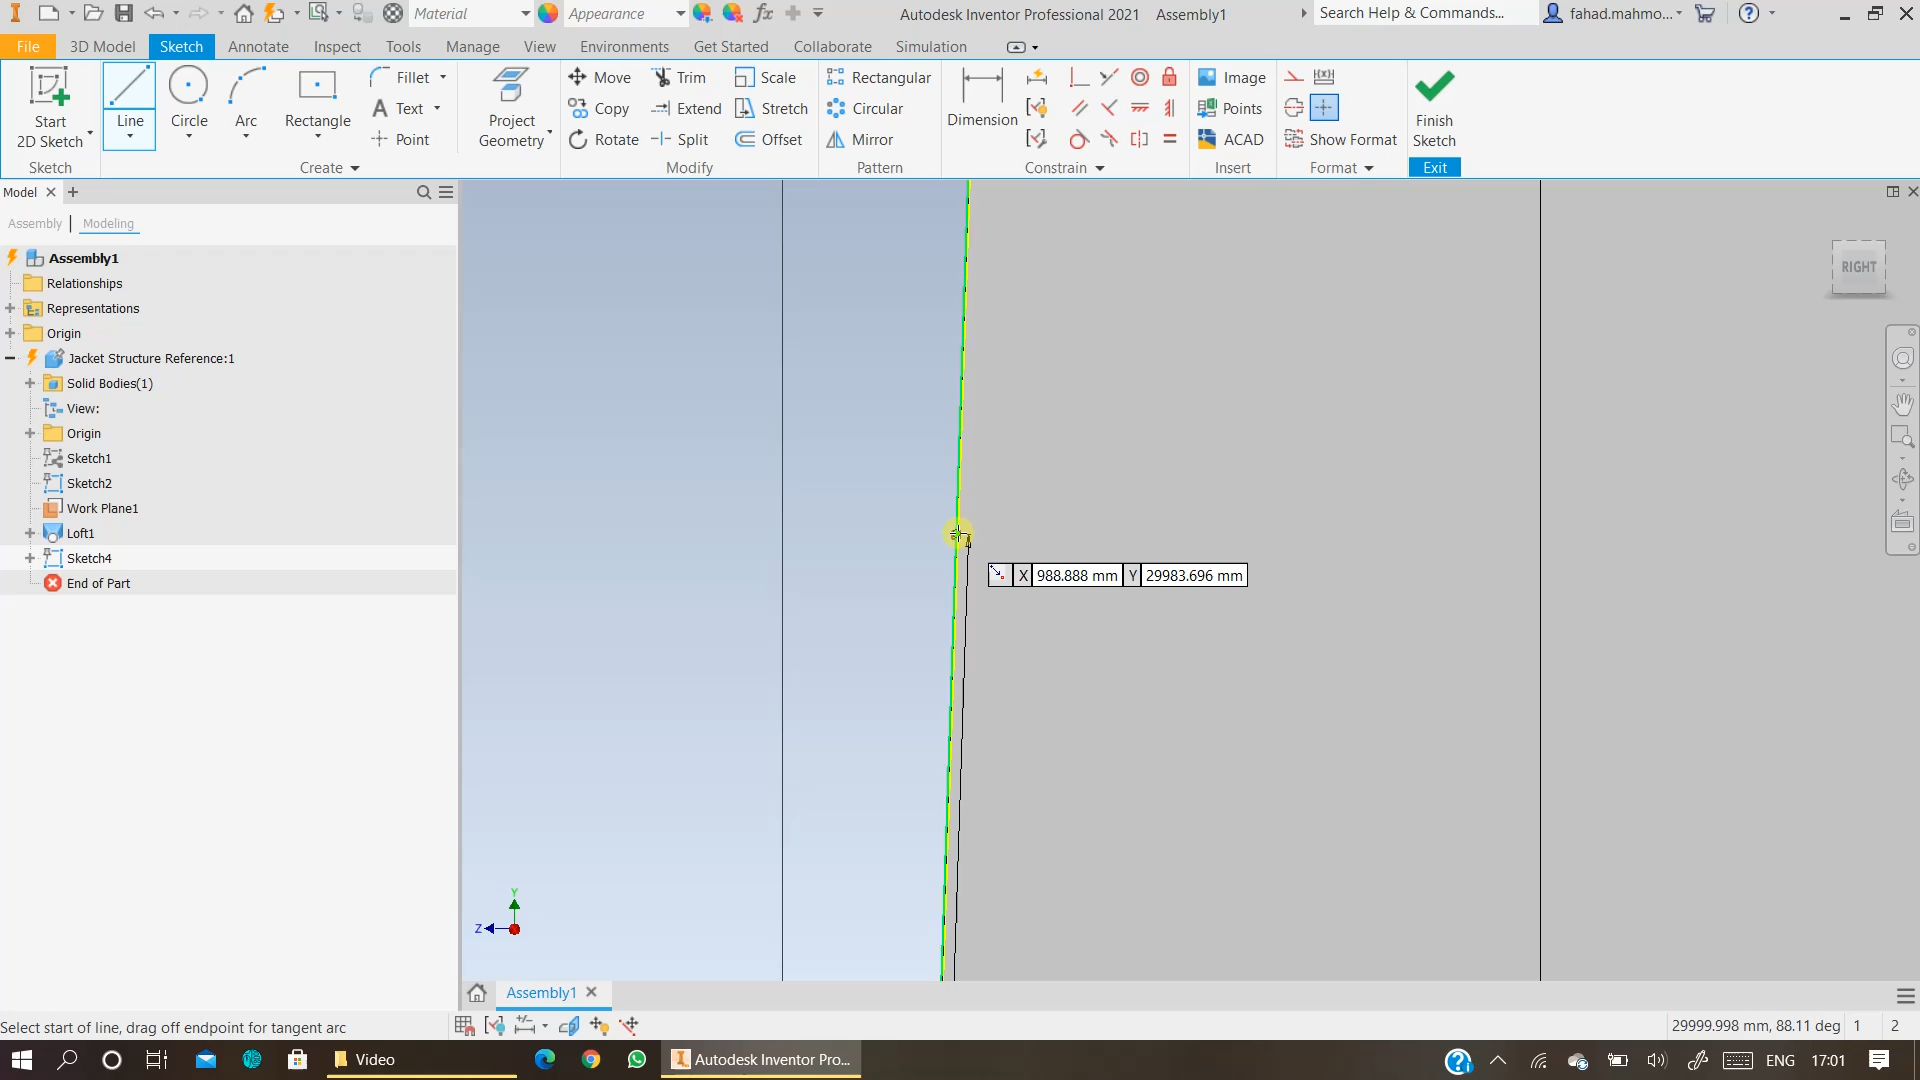 Material
Appearance
fx
Autodesk Inventor Professional 2021 Assembly1
Search Help & Commands...
fahad.mahmo...
File 3D Model Sketch Annotate Inspect Tools Manage View Environments Get Started Collaborate Simulation
Start
2D Sketch
Line
Circle
Arc
Rectangle
Fillet
Text
Point
Project
Geometry
Move
Copy
Rotate
Trim
Extend
Split
Scale
Stretch
Offset
Rectangular
Circular
Mirror
Dimension
Image
Points
ACAD
Show Format
Finish
Sketch
Sketch Create Modify Pattern Constrain Insert Format Exit
Model
Assembly | Modeling
Assembly1
Relationships
Representations
Origin
Jacket Structure Reference:1
Solid Bodies(1)
View:
Origin
Sketch1
Sketch2
Work Plane1
Loft1
Sketch4
End of Part
RIGHT
X 988.888 mm Y 29983.696 mm
Y
Z
Assembly1
Select start of line, drag off endpoint for tangent arc
29999.998 mm, 88.11 deg 1 2
Video
Autodesk Inventor Pro...
ENG 17:01